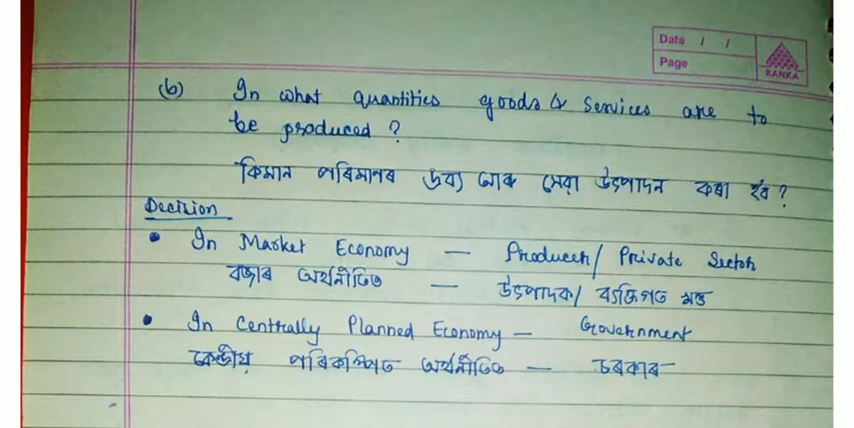 Date / /
Page
RANKA
(b) In what quantities goods & services are to
be produced ?
কিমান পৰিমাণৰ দ্ৰব্য আৰু সেৱা উৎপাদন কৰা হ'ব ?
Decision
• In Market Economy — Producer/ Private Sector
বজাৰ অৰ্থনীতিত — উৎপাদক/ ব্যক্তিগত খণ্ড
• In Centrally Planned Economy — Government
কেন্দ্ৰীয় পৰিকল্পিত অৰ্থনীতিত — চৰকাৰ